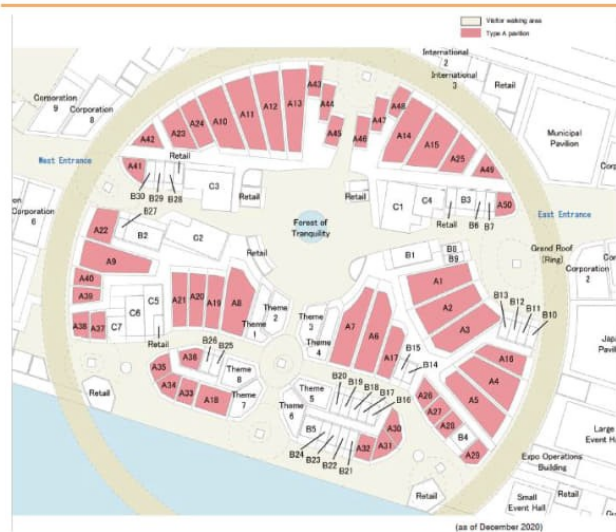 Visitor walking area
Type A pavilion
International
2
International
3
Retail
Corporation
9
Corporation
8
Municipal
Pavilion
West Entrance
A42
A23
A24
A10
A11
A12
A13
A43
A44
A45
A46
A47
A48
A14
A15
A25
A49
A50
A41
Retail
B30
B29
B28
C3
Retail
Retail
C1
C4
B3
Retail
B6
B7
East Entrance
Corporation
6
B27
A22
B2
C2
Forest of
Tranquility
Retail
B1
B8
B9
Grand Roof
(Ring)
Corporation
2
A9
A40
A39
A38
A37
C7
C6
C5
Retail
A21
A20
A19
A8
Theme
1
Theme
2
Theme
3
Theme
4
A7
A6
A17
B15
B14
A1
A2
A3
B13
B12
B11
B10
A16
A4
A5
B26
B25
A36
A35
A34
A33
A18
Theme
8
Theme
7
Theme
5
Theme
6
B20
B19
B18
B17
B16
B5
B24
B23
B22
B21
A32
A31
A30
A26
A27
A28
B4
A29
Retail
Retail
Expo Operations
Building
Small
Event Hall
Retail
Large
(as of December 2020)